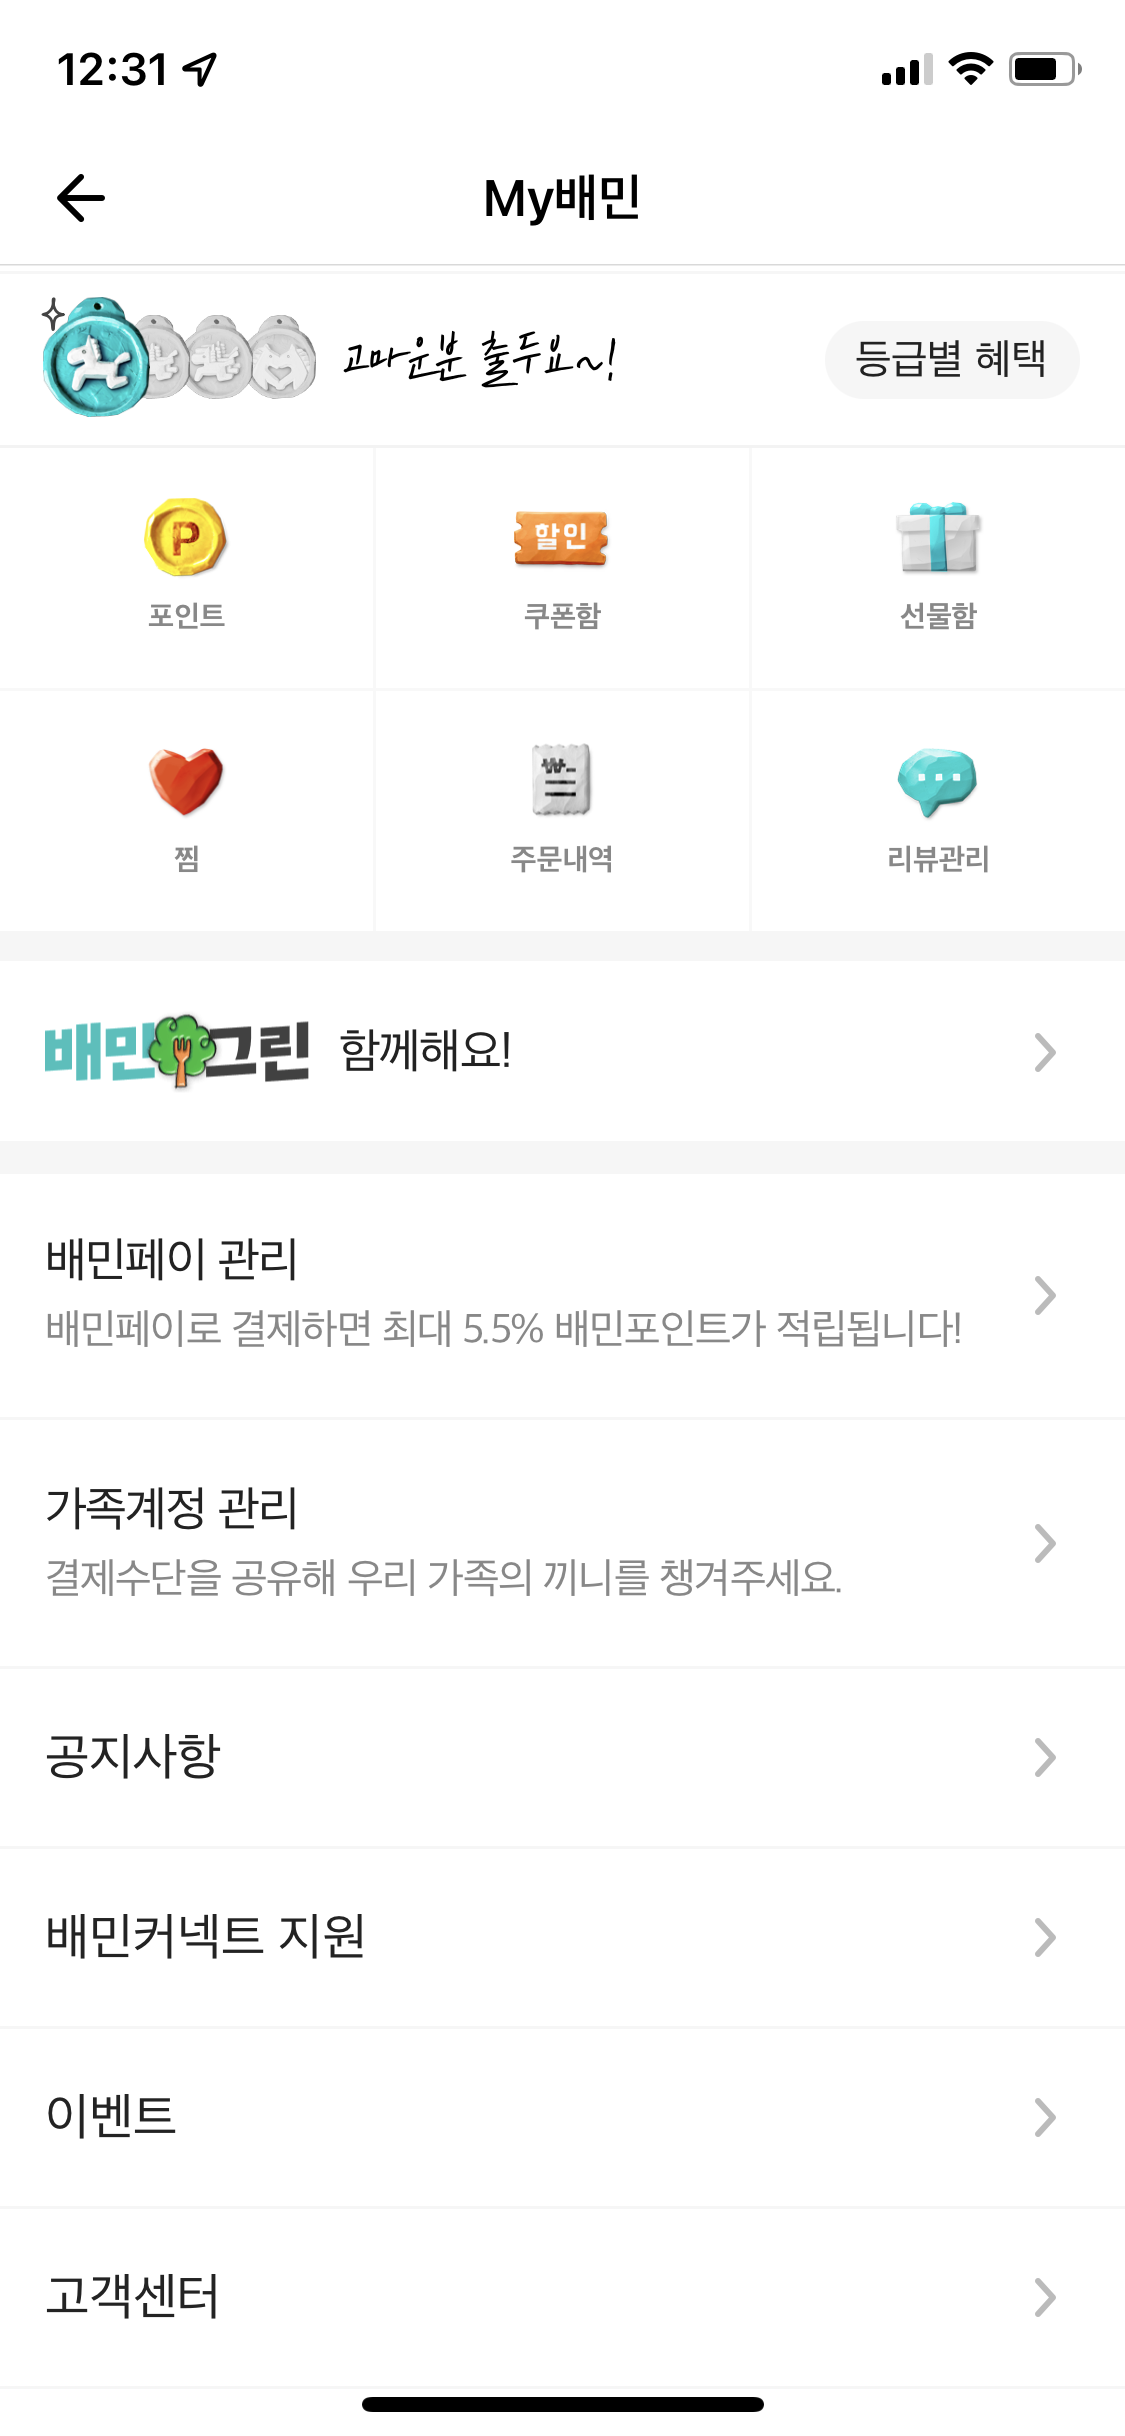 12:31
My배민
고마운분 출두요~!
등급별 혜택
P
할인
포인트
쿠폰함
선물함
₩-
찜
주문내역
리뷰관리
배민그린 함께해요!
배민페이 관리
배민페이로 결제하면 최대 5.5% 배민포인트가 적립됩니다!
가족계정 관리
결제수단을 공유해 우리 가족의 끼니를 챙겨주세요.
공지사항
배민커넥트 지원
이벤트
고객센터